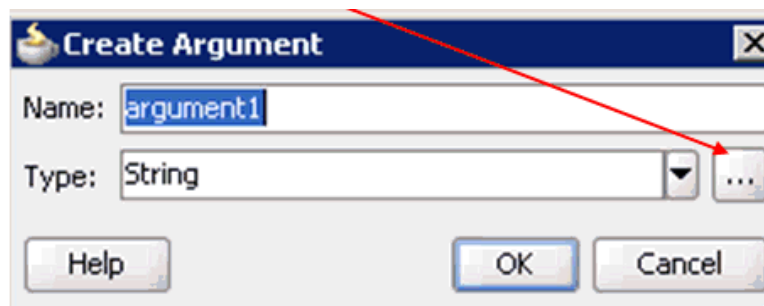 Create Argument
Name: argument1
Type: String ...
Help OK Cancel